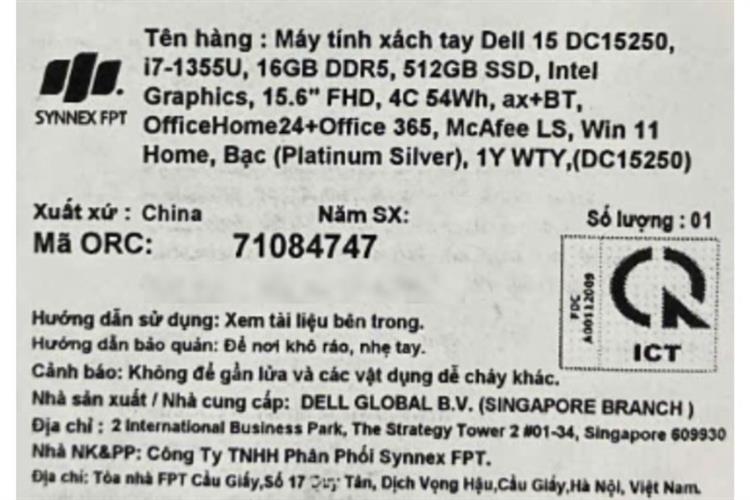 Tên hàng : Máy tính xách tay Dell 15 DC15250,
i7-1355U, 16GB DDR5, 512GB SSD, Intel
Graphics, 15.6" FHD, 4C 54Wh, ax+BT,
OfficeHome24+Office 365, McAfee LS, Win 11
Home, Bạc (Platinum Silver), 1Y WTY,(DC15250)
SYNNEX FPT
Xuất xứ : China Năm SX: Số lượng : 01
Mã ORC: 71084747
FDC
A00112009
ICT
Hướng dẫn sử dụng: Xem tài liệu bên trong.
Hướng dẫn bảo quản: Để nơi khô ráo, nhẹ tay.
Cảnh báo: Không để gần lửa và các vật dụng dễ cháy khác.
Nhà sản xuất / Nhà cung cấp: DELL GLOBAL B.V. (SINGAPORE BRANCH )
Địa chỉ : 2 International Business Park, The Strategy Tower 2 #01-34, Singapore 609930
Nhà NK&PP: Công Ty TNHH Phân Phối Synnex FPT.
Địa chỉ: Tòa nhà FPT Cầu Giấy,Số 17 Duy Tân, Dịch Vọng Hậu,Cầu Giấy,Hà Nội, Việt Nam.